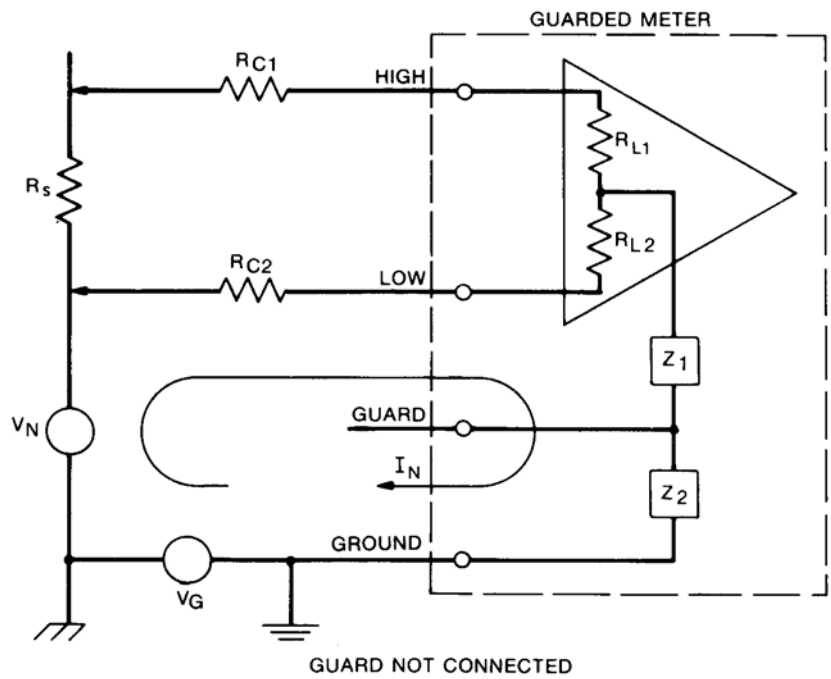 GUARDED METER
RC1
HIGH
RL1
RS
RL2
RC2
LOW
Z1
VN
GUARD
IN
Z2
GROUND
VG
GUARD NOT CONNECTED